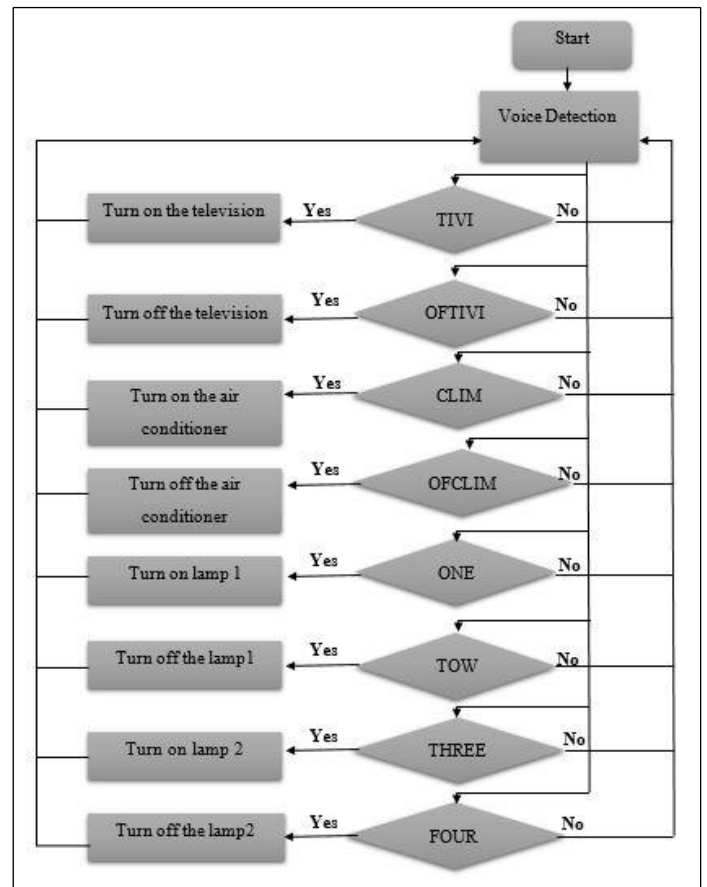 Start
Voice Detection
Turn on the television
Yes
TIVI
No
Turn off the television
Yes
OFTIVI
No
Turn on the air
conditioner
Yes
CLIM
No
Turn off the air
conditioner
Yes
OFCLIM
No
Turn on lamp 1
Yes
ONE
No
Turn off the lamp1
Yes
TOW
No
Turn on lamp 2
Yes
THREE
No
Turn off the lamp2
Yes
FOUR
No